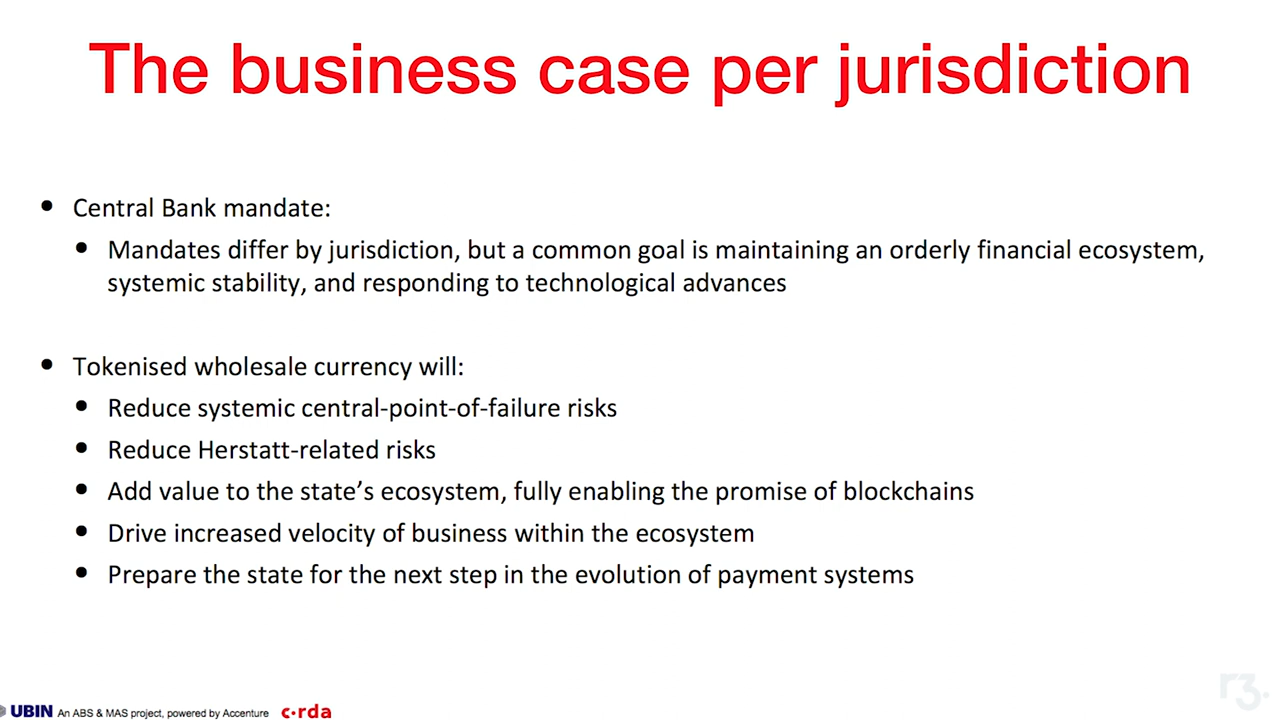 The business case per jurisdiction
• Central Bank mandate:
• Mandates differ by jurisdiction, but a common goal is maintaining an orderly financial ecosystem,
systemic stability, and responding to technological advances
• Tokenised wholesale currency will:
• Reduce systemic central-point-of-failure risks
• Reduce Herstatt-related risks
• Add value to the state’s ecosystem, fully enabling the promise of blockchains
• Drive increased velocity of business within the ecosystem
• Prepare the state for the next step in the evolution of payment systems
UBIN An ABS & MAS project, powered by Accenture c·rda
r3.